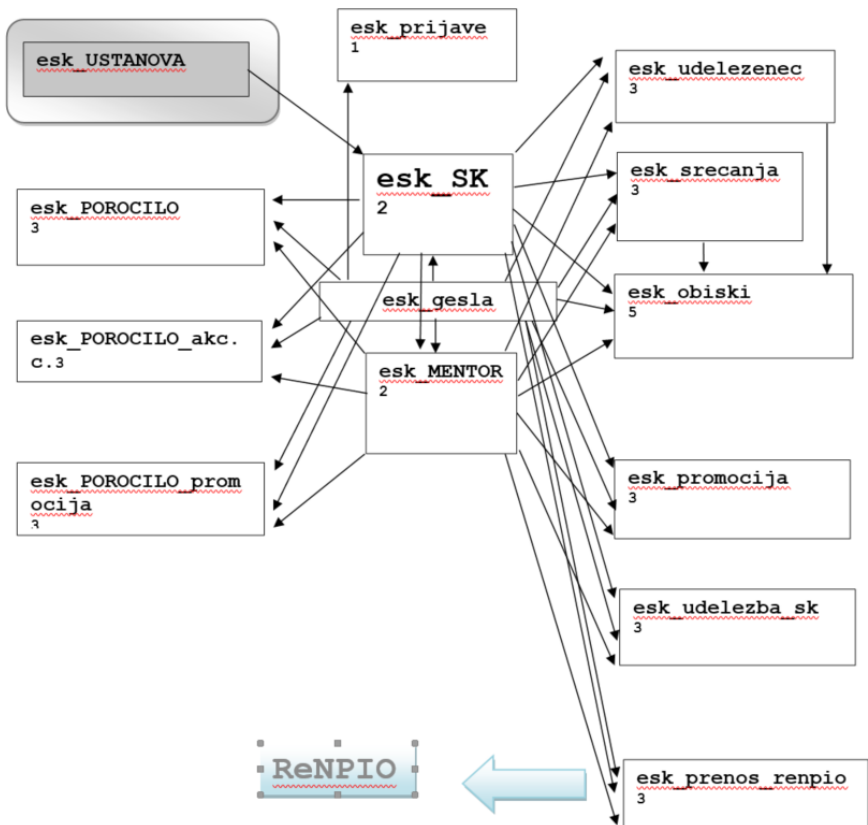 esk_prijave
1
esk_USTANOVA
esk_udelezenec
3
esk_SK
2
esk_srecanja
3
esk_POROCILO
3
esk_gesla
esk_obiski
5
esk_POROCILO_akc.
c.3
esk_MENTOR
2
esk_POROCILO_prom
ocija
3
esk_promocija
3
esk_udelezba_sk
3
ReNPIO
esk_prenos_renpio
3